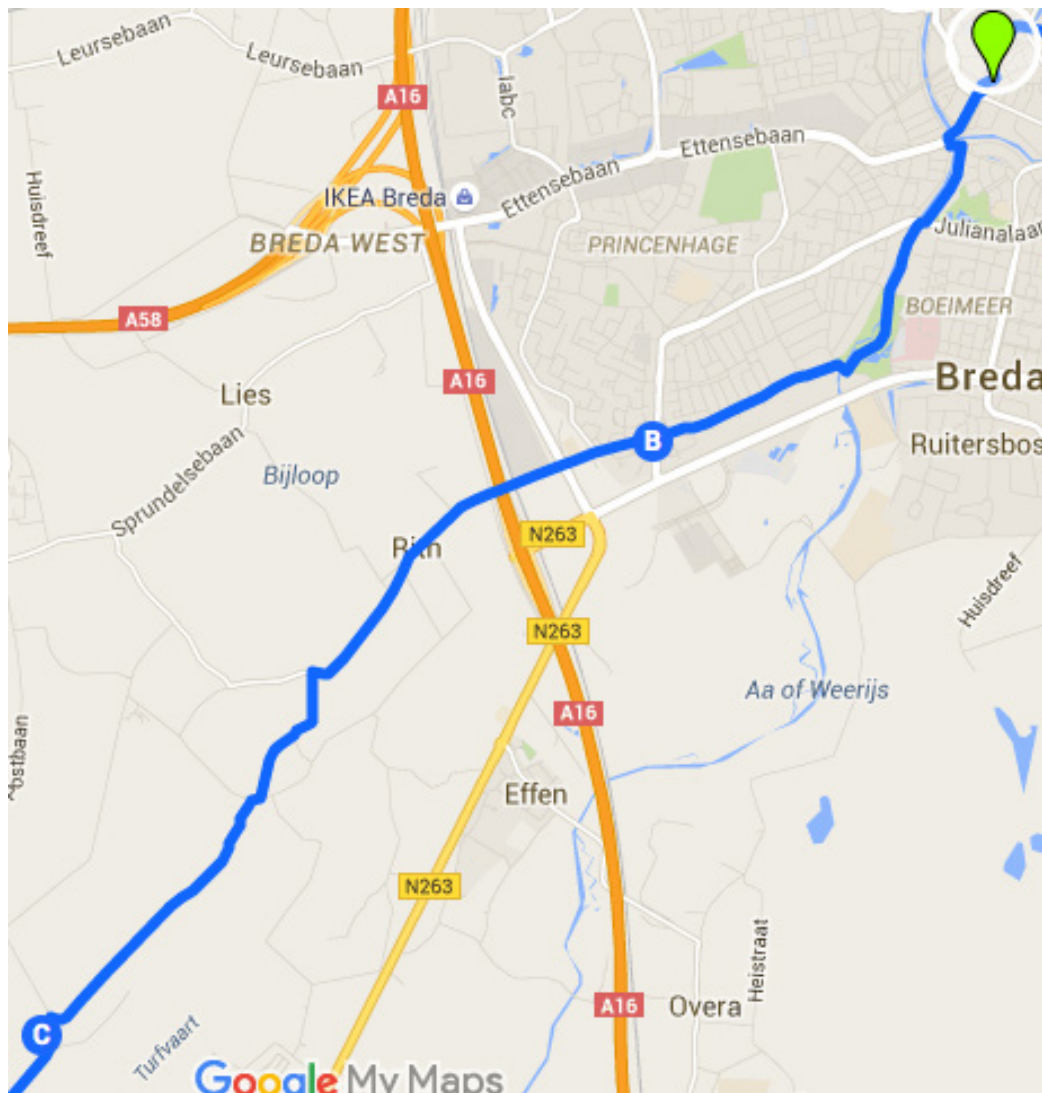 Leursebaan
Leursebaan
A16
Iabc
Ettensebaan
Huisdreef
IKEA Breda
Ettensebaan
BREDA WEST
PRINCENHAGE
Julianalaan
A58
BOEIMEER
A16
Breda
Lies
B
Ruitersbos
Sprundelsebaan
Bijloop
N263
Huisdreef
N263
Aa of Weerijs
A16
Effen
N263
Heistraat
A16
Overa
C
Turfvaart
Google My Maps